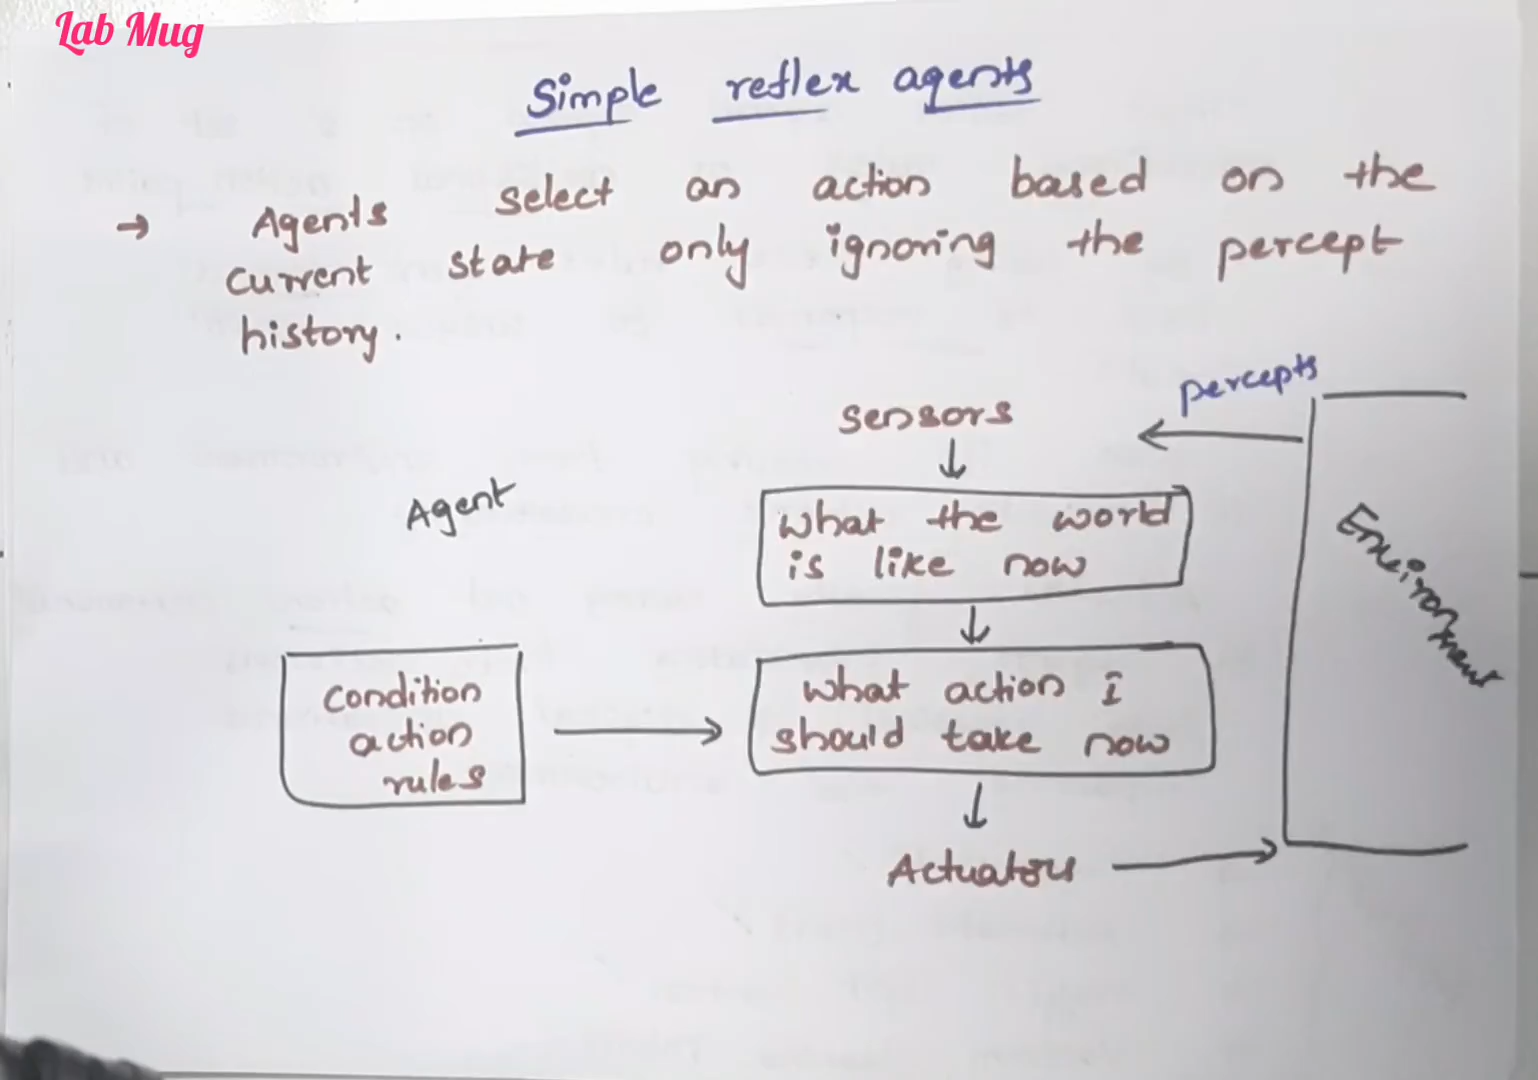 Lab Mug
Simple reflex agents
→ Agents select an action based on the
current state only ignoring the percept
history.
percepts
sensors
Agent
what the world
is like now
Environment
condition
action
rules
what action I
should take now
Actuators